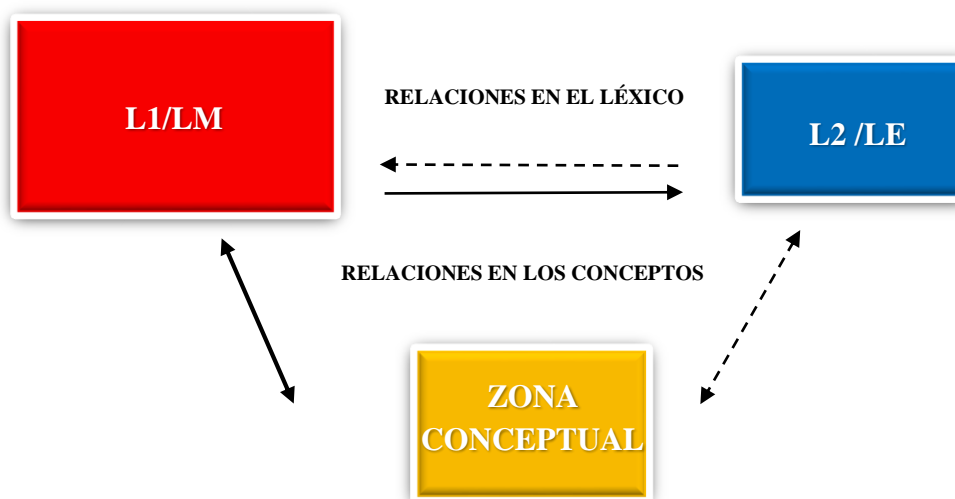 RELACIONES EN EL LÉXICO
L1/LM
L2 /LE
RELACIONES EN LOS CONCEPTOS
ZONA
CONCEPTUAL